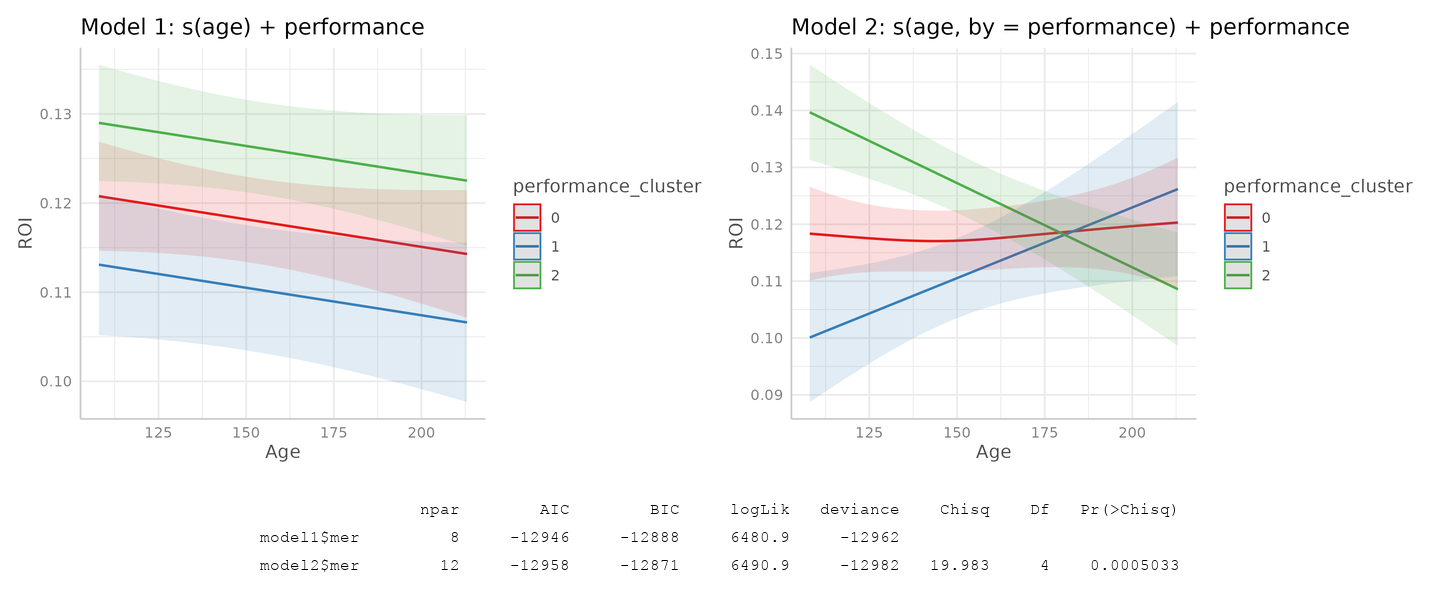 Model 1: s(age) + performance
0.13
0.12
0.11
0.10
ROI
125 150 175 200
Age
performance_cluster
0
1
2
Model 2: s(age, by = performance) + performance
0.15
0.14
0.13
0.12
0.11
0.10
0.09
ROI
125 150 175 200
Age
performance_cluster
0
1
2
npar AIC BIC logLik deviance Chisq Df Pr(>Chisq)
model1$mer 8 -12946 -12888 6480.9 -12962
model2$mer 12 -12958 -12871 6490.9 -12982 19.983 4 0.0005033